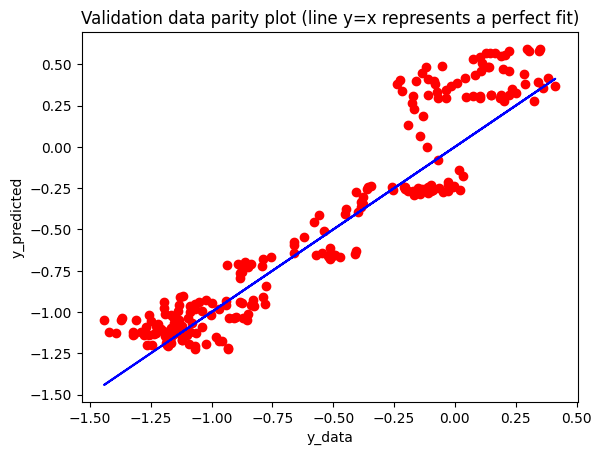 Validation data parity plot (line y=x represents a perfect fit)
0.50
0.25
0.00
−0.25
−0.50
−0.75
−1.00
−1.25
−1.50
y_predicted
−1.50 −1.25 −1.00 −0.75 −0.50 −0.25 0.00 0.25 0.50
y_data